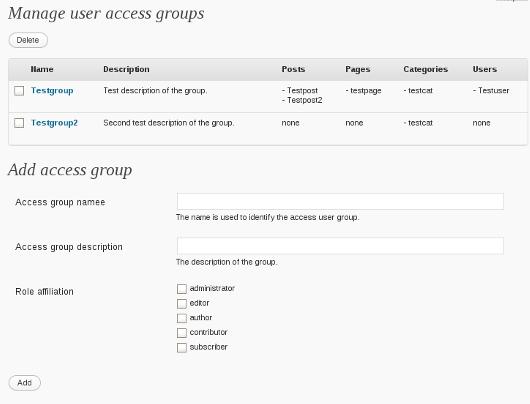 Manage user access groups
Delete
Name Description Posts Pages Categories Users
Testgroup Test description of the group. - Testpost - testpage - testcat - Testuser
- Testpost2
Testgroup2 Second test description of the group. none none - testcat none
Add access group
Access group namee
The name is used to identify the access user group.
Access group description
The description of the group.
Role affiliation administrator
editor
author
contributor
subscriber
Add